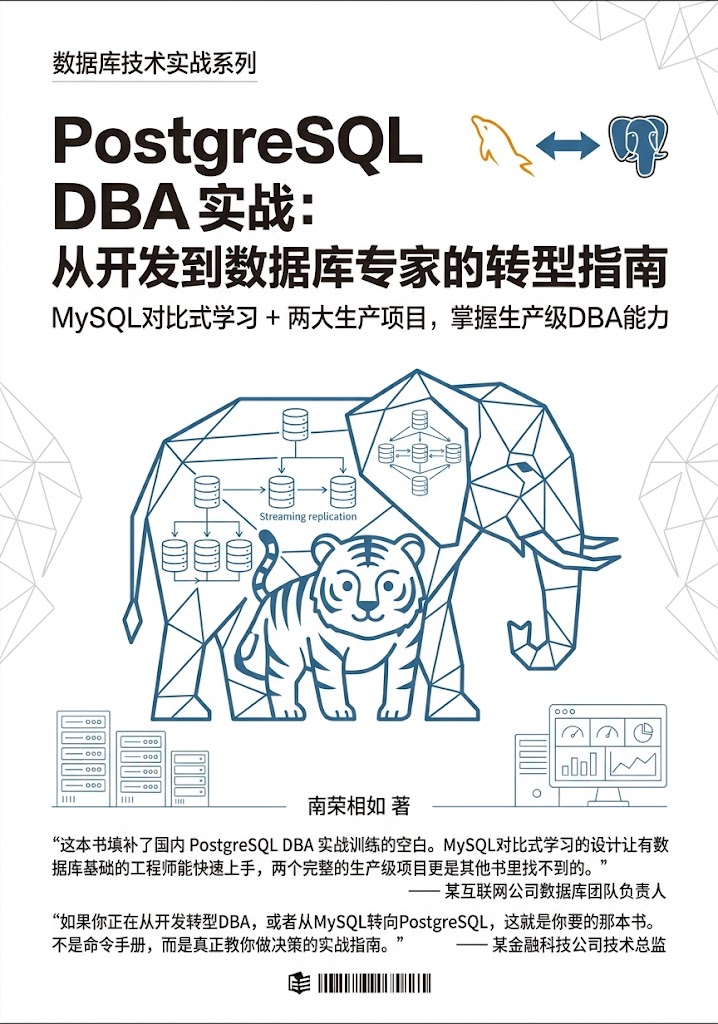 数据库技术实战系列
PostgreSQL
DBA 实战：
从开发到数据库专家的转型指南
MySQL对比式学习 + 两大生产项目，掌握生产级DBA能力
Streaming replication
南荣相如 著
“这本书填补了国内 PostgreSQL DBA 实战训练的空白。MySQL对比式学习的设计让有数
据库基础的工程师能快速上手，两个完整的生产级项目更是其他书里找不到的。”
—— 某互联网公司数据库团队负责人
“如果你正在从开发转型DBA，或者从MySQL转向PostgreSQL，这就是你要的那本书。
不是命令手册，而是真正教你做决策的实战指南。” —— 某金融科技公司技术总监